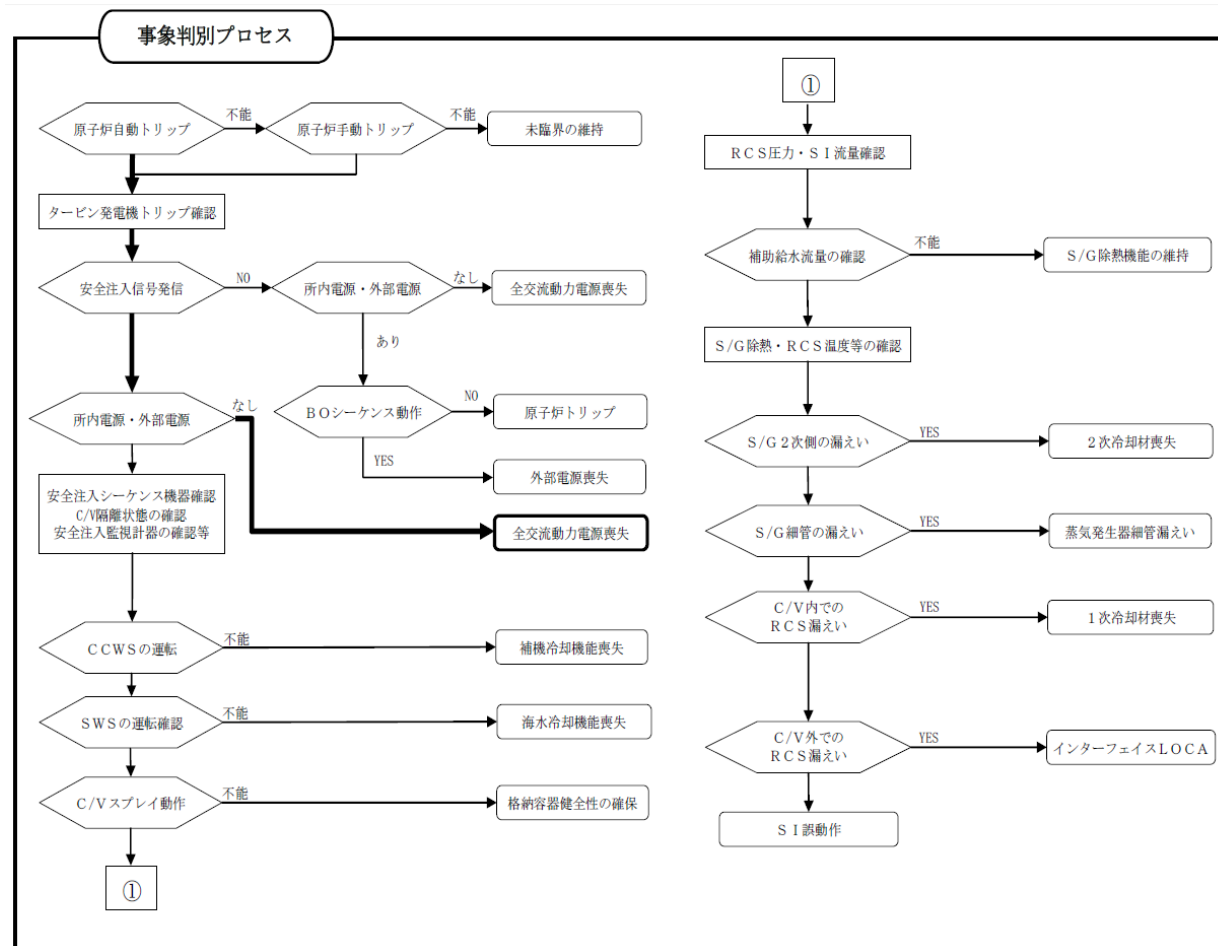 事象判別プロセス
原子炉自動トリップ
不能
原子炉手動トリップ
不能
未臨界の維持
タービン発電機トリップ確認
安全注入信号発信
NO
所内電源・外部電源
なし
全交流動力電源喪失
あり
所内電源・外部電源
なし
BOシーケンス動作
NO
原子炉トリップ
YES
外部電源喪失
安全注入シーケンス機器確認
C/V隔離状態の確認
安全注入監視計器の確認等
全交流動力電源喪失
CCWSの運転
不能
補機冷却機能喪失
SWSの運転確認
不能
海水冷却機能喪失
C/Vスプレイ動作
不能
格納容器健全性の確保
①
①
RCS圧力・SI流量確認
補助給水流量の確認
不能
S/G除熱機能の維持
S/G除熱・RCS温度等の確認
S/G2次側の漏えい
YES
2次冷却材喪失
S/G細管の漏えい
YES
蒸気発生器細管漏えい
C/V内での
RCS漏えい
YES
1次冷却材喪失
C/V外での
RCS漏えい
YES
インターフェイスLOCA
SI誤動作